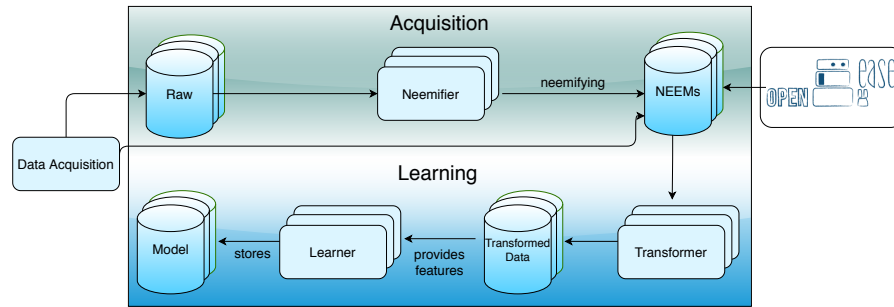 Acquisition
Raw
Neemifier
neemifying
NEEMs
OPEN
ease
Data Acquisition
Learning
Model
stores
Learner
provides
features
Transformed
Data
Transformer